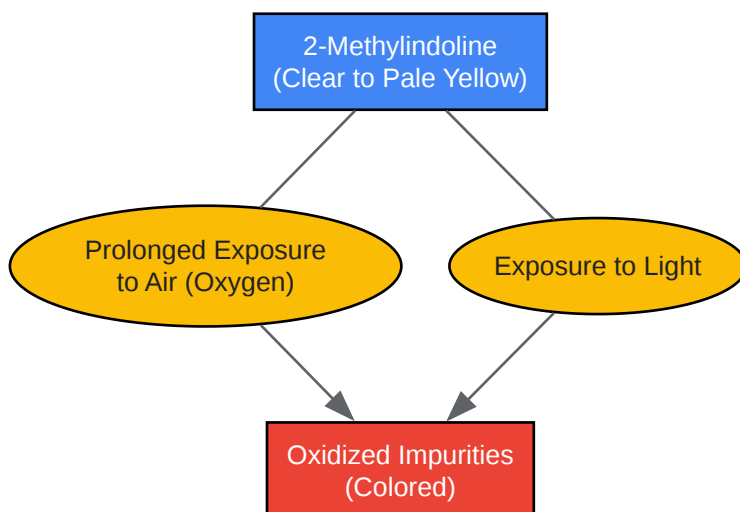 2-Methylindoline
(Clear to Pale Yellow)
Prolonged Exposure
to Air (Oxygen)
Exposure to Light
Oxidized Impurities
(Colored)